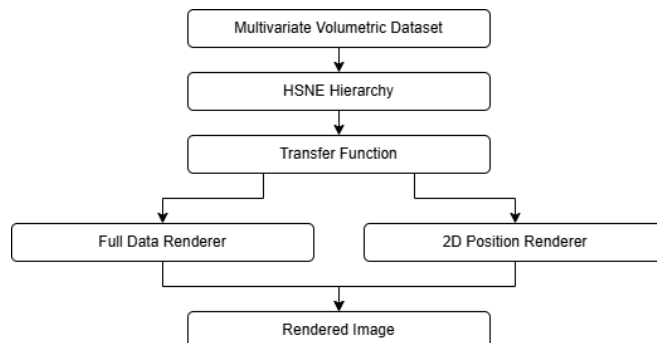 Multivariate Volumetric Dataset
HSNE Hierarchy
Transfer Function
Full Data Renderer
2D Position Renderer
Rendered Image